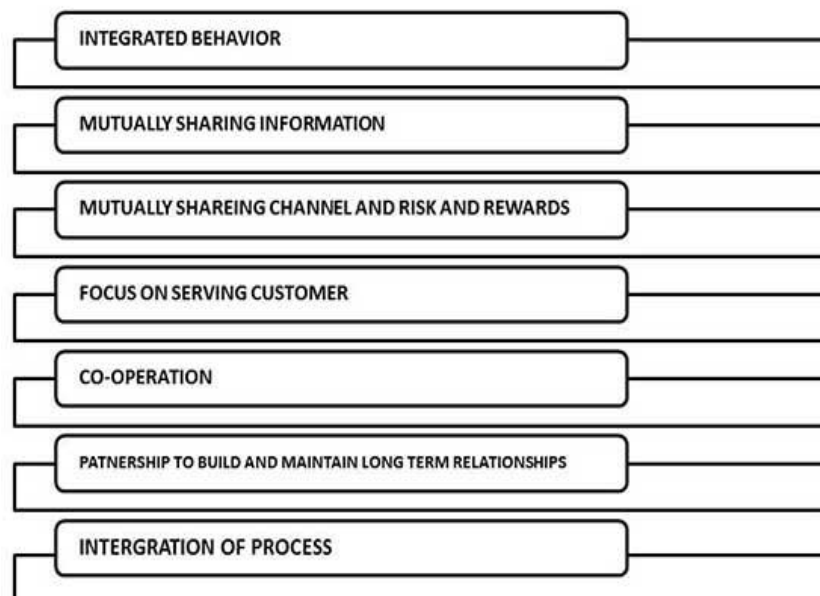 INTEGRATED BEHAVIOR
MUTUALLY SHARING INFORMATION
MUTUALLY SHAREING CHANNEL AND RISK AND REWARDS
FOCUS ON SERVING CUSTOMER
CO-OPERATION
PATNERSHIP TO BUILD AND MAINTAIN LONG TERM RELATIONSHIPS
INTERGRATION OF PROCESS